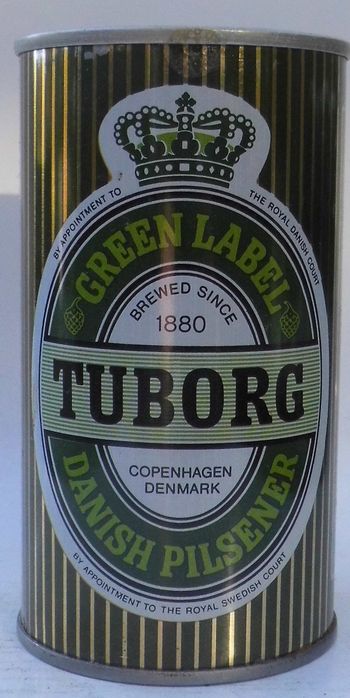 BY APPOINTMENT TO THE ROYAL DANISH COURT
GREEN LABEL
BREWED SINCE
1880
TUBORG
COPENHAGEN
DENMARK
DANISH PILSENER
BY APPOINTMENT TO THE ROYAL SWEDISH COURT